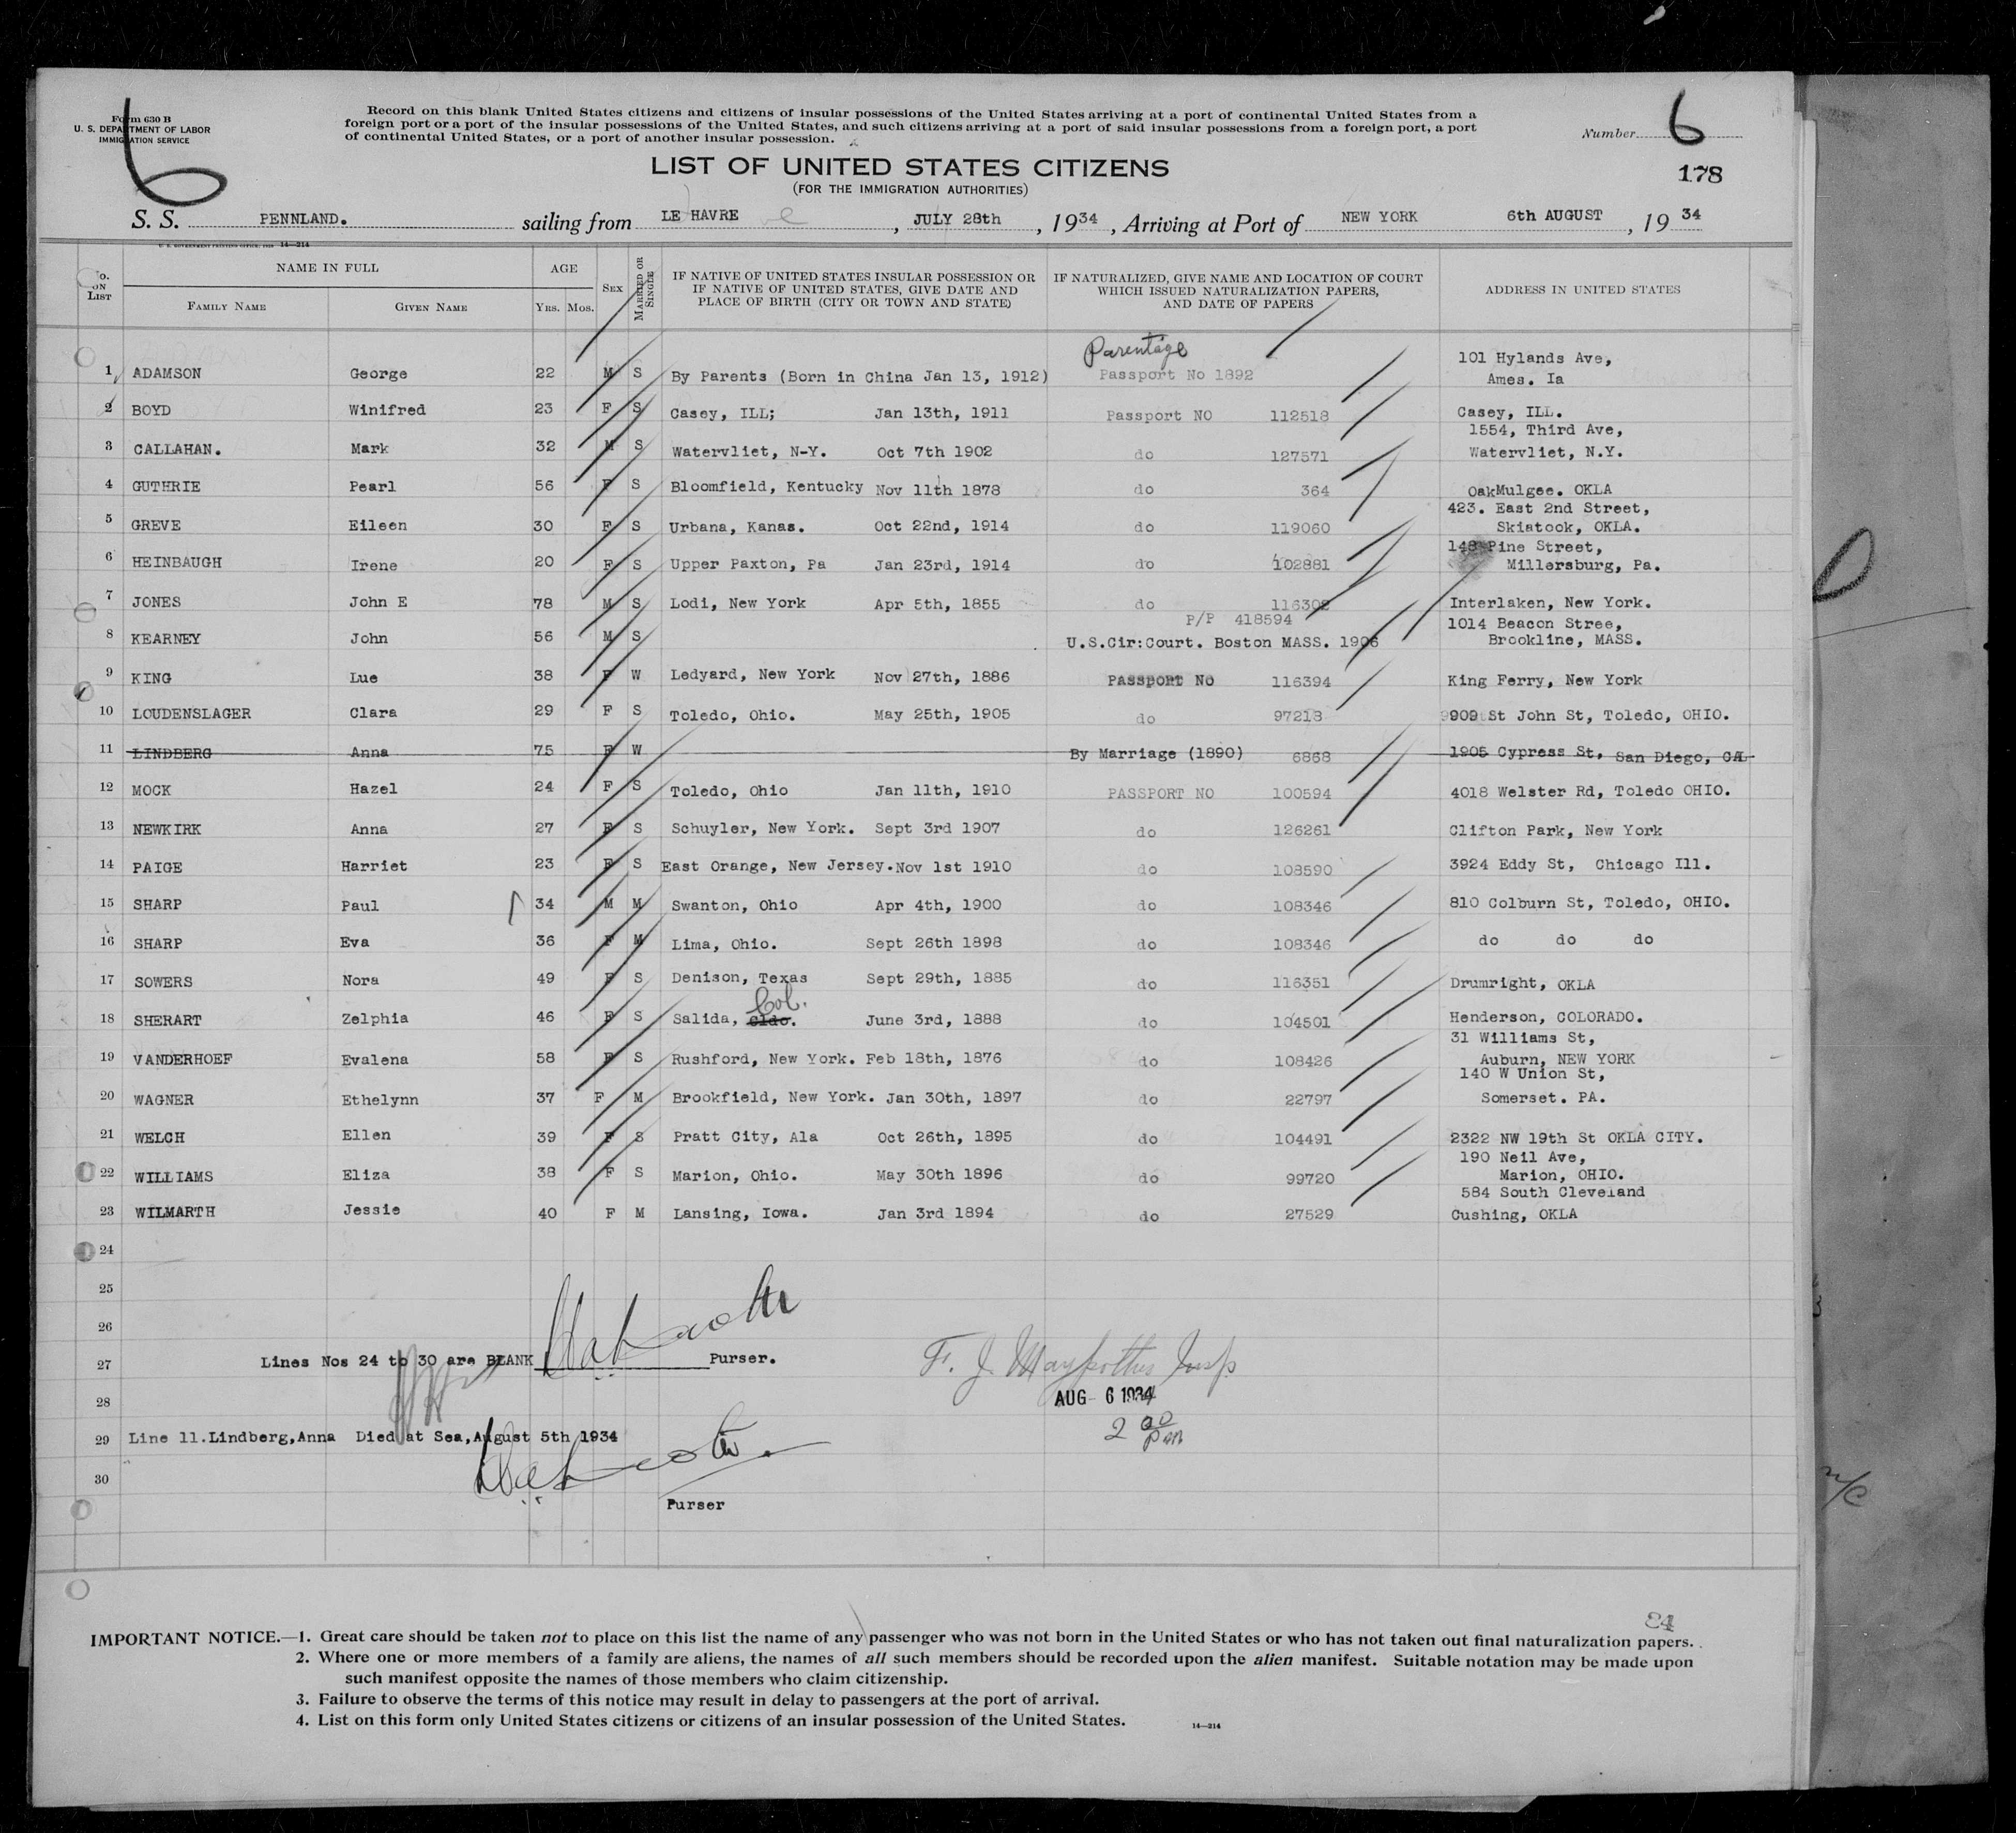 Form 630 B
U. S. DEPARTMENT OF LABOR
IMMIGRATION SERVICE
6
Record on this blank United States citizens and citizens of insular possessions of the United States arriving at a port of continental United States from a
foreign port or a port of the insular possessions of the United States, and such citizens arriving at a port of said insular possessions from a foreign port, a port
of continental United States, or a port of another insular possession.
Number 6
LIST OF UNITED STATES CITIZENS
(FOR THE IMMIGRATION AUTHORITIES)
178
S. S. PENNLAND. sailing from LE HAVRE, JULY 28th, 1934, Arriving at Port of NEW YORK 6th AUGUST, 1934
U. S. GOVERNMENT PRINTING OFFICE: 1929 14—214
No. ON LIST NAME IN FULL AGE SEX MARRIED OR SINGLE IF NATIVE OF UNITED STATES INSULAR POSSESSION OR IF NATIVE OF UNITED STATES, GIVE DATE AND PLACE OF BIRTH (CITY OR TOWN AND STATE) IF NATURALIZED, GIVE NAME AND LOCATION OF COURT WHICH ISSUED NATURALIZATION PAPERS, AND DATE OF PAPERS ADDRESS IN UNITED STATES
FAMILY NAME GIVEN NAME YRS. MOS.
Parentage
1 ADAMSON George 22 M S By Parents (Born in China Jan 13, 1912) Passport No 1892 101 Hylands Ave, Ames. Ia
2 BOYD Winifred 23 F S Casey, ILL; Jan 13th, 1911 Passport NO 112518 Casey, ILL.
3 CALLAHAN. Mark 32 M S Watervliet, N-Y. Oct 7th 1902 do 127571 1554, Third Ave, Watervliet, N.Y.
4 GUTHRIE Pearl 56 F S Bloomfield, Kentucky Nov 11th 1878 do 364 OakMulgee. OKLA
5 GREVE Eileen 30 F S Urbana, Kanas. Oct 22nd, 1914 do 119060 423. East 2nd Street, Skiatook, OKLA.
6 HEINBAUGH Irene 20 F S Upper Paxton, Pa Jan 23rd, 1914 do 102881 148 Pine Street, Millersburg, Pa.
7 JONES John E 78 M S Lodi, New York Apr 5th, 1855 do 116302 Interlaken, New York.
8 KEARNEY John 56 M S P/P 418594 U.S.Cir:Court. Boston MASS. 1906 1014 Beacon Stree, Brookline, MASS.
9 KING Lue 38 F W Ledyard, New York Nov 27th, 1886 PASSPORT NO 116394 King Ferry, New York
10 LOUDENSLAGER Clara 29 F S Toledo, Ohio. May 25th, 1905 do 97213 909 St John St, Toledo, OHIO.
11 LINDBERG Anna 75 F W By Marriage (1890) 6868 1905 Cypress St, San Diego, CAL
12 MOCK Hazel 24 F S Toledo, Ohio Jan 11th, 1910 PASSPORT NO 100594 4018 Welster Rd, Toledo OHIO.
13 NEWKIRK Anna 27 F S Schuyler, New York. Sept 3rd 1907 do 126261 Clifton Park, New York
14 PAIGE Harriet 23 F S East Orange, New Jersey. Nov 1st 1910 do 108590 3924 Eddy St, Chicago Ill.
15 SHARP Paul 34 M M Swanton, Ohio Apr 4th, 1900 do 108346 810 Colburn St, Toledo, OHIO.
16 SHARP Eva 36 F M Lima, Ohio. Sept 26th 1898 do 108346 do do do
17 SOWERS Nora 49 F S Denison, Texas Sept 29th, 1885 do 116351 Drumright, OKLA
18 SHERART Zelphia 46 F S Salida, Col. June 3rd, 1888 do 104501 Henderson, COLORADO.
19 VANDERHOEF Evalena 58 F S Rushford, New York. Feb 18th, 1876 do 108426 31 Williams St, Auburn, NEW YORK
20 WAGNER Ethelynn 37 F M Brookfield, New York. Jan 30th, 1897 do 22797 140 W Union St, Somerset. PA.
21 WELCH Ellen 39 F S Pratt City, Ala Oct 26th, 1895 do 104491 2322 NW 19th St OKLA CITY.
22 WILLIAMS Eliza 38 F S Marion, Ohio. May 30th 1896 do 99720 190 Neil Ave, Marion, OHIO.
23 WILMARTH Jessie 40 F M Lansing, Iowa. Jan 3rd 1894 do 27529 584 South Cleveland Cushing, OKLA
24
25
26
27 Lines Nos 24 to 30 are BLANK Purser.
F. J. Insp
28 AUG 6 1934
2 00 pm
29 Line 11.Lindberg,Anna Died at Sea,August 5th 1934
30
Purser
84
IMPORTANT NOTICE.—1. Great care should be taken not to place on this list the name of any passenger who was not born in the United States or who has not taken out final naturalization papers.
2. Where one or more members of a family are aliens, the names of all such members should be recorded upon the alien manifest. Suitable notation may be made upon
such manifest opposite the names of those members who claim citizenship.
3. Failure to observe the terms of this notice may result in delay to passengers at the port of arrival.
4. List on this form only United States citizens or citizens of an insular possession of the United States.
14—214